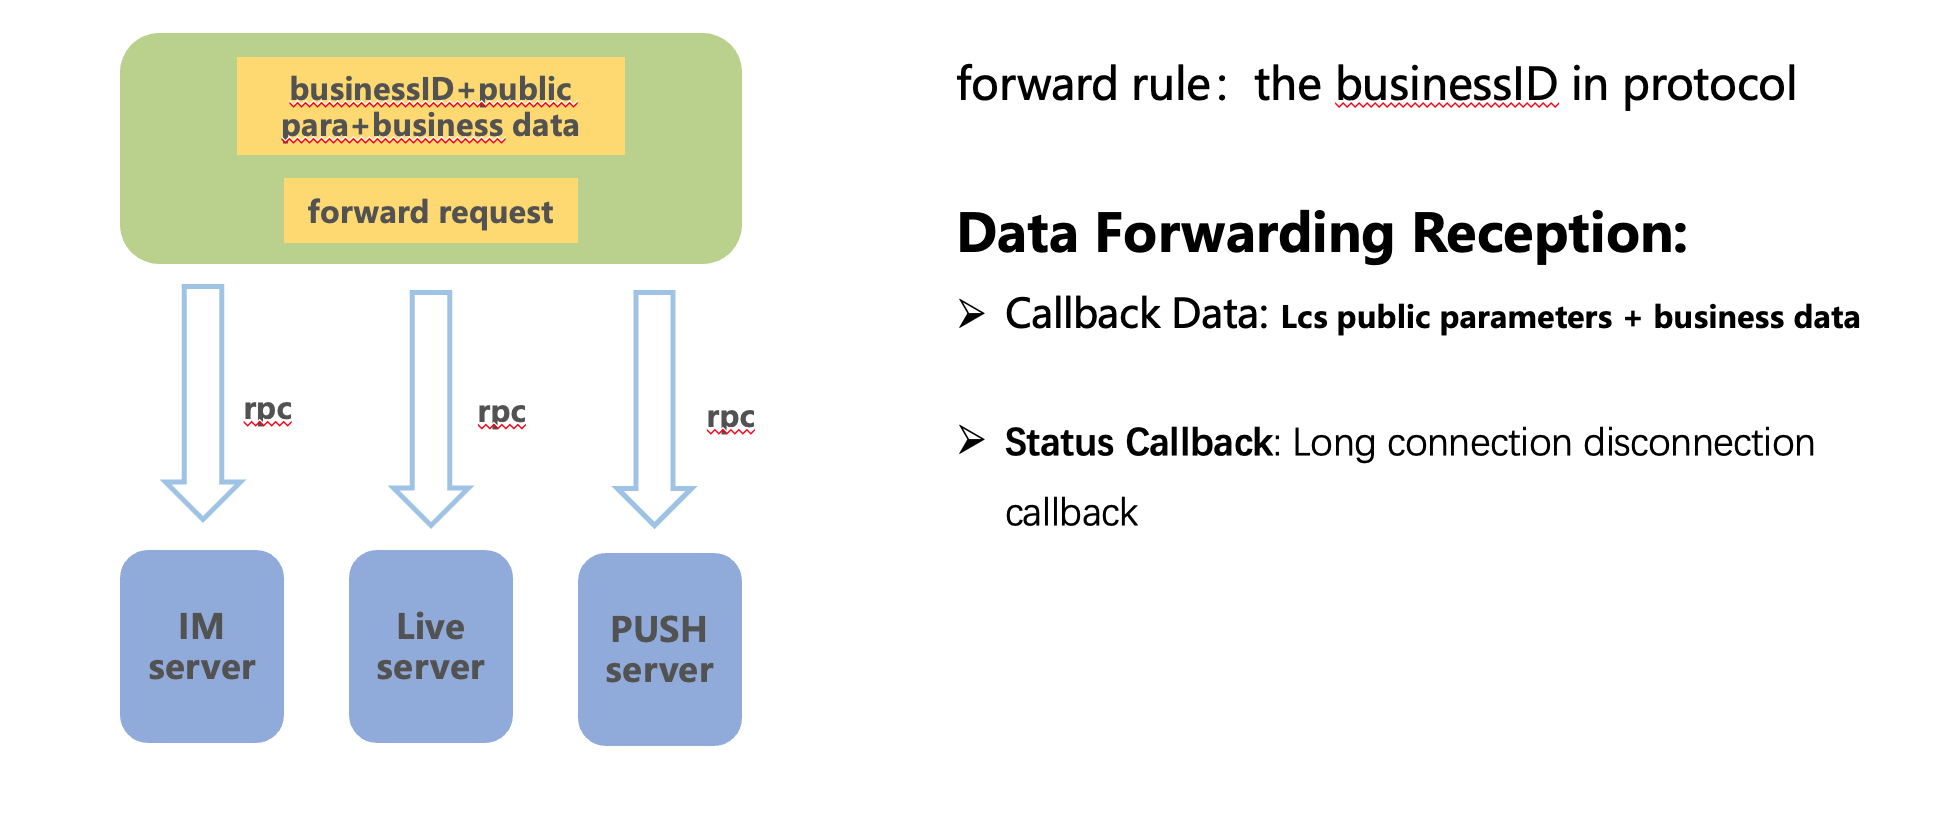 businessID+public
para+business data
forward request
rpc
rpc
rpc
IM
server
Live
server
PUSH
server
forward rule：the businessID in protocol
Data Forwarding Reception:
➢ Callback Data: Lcs public parameters + business data
➢ Status Callback: Long connection disconnection
callback